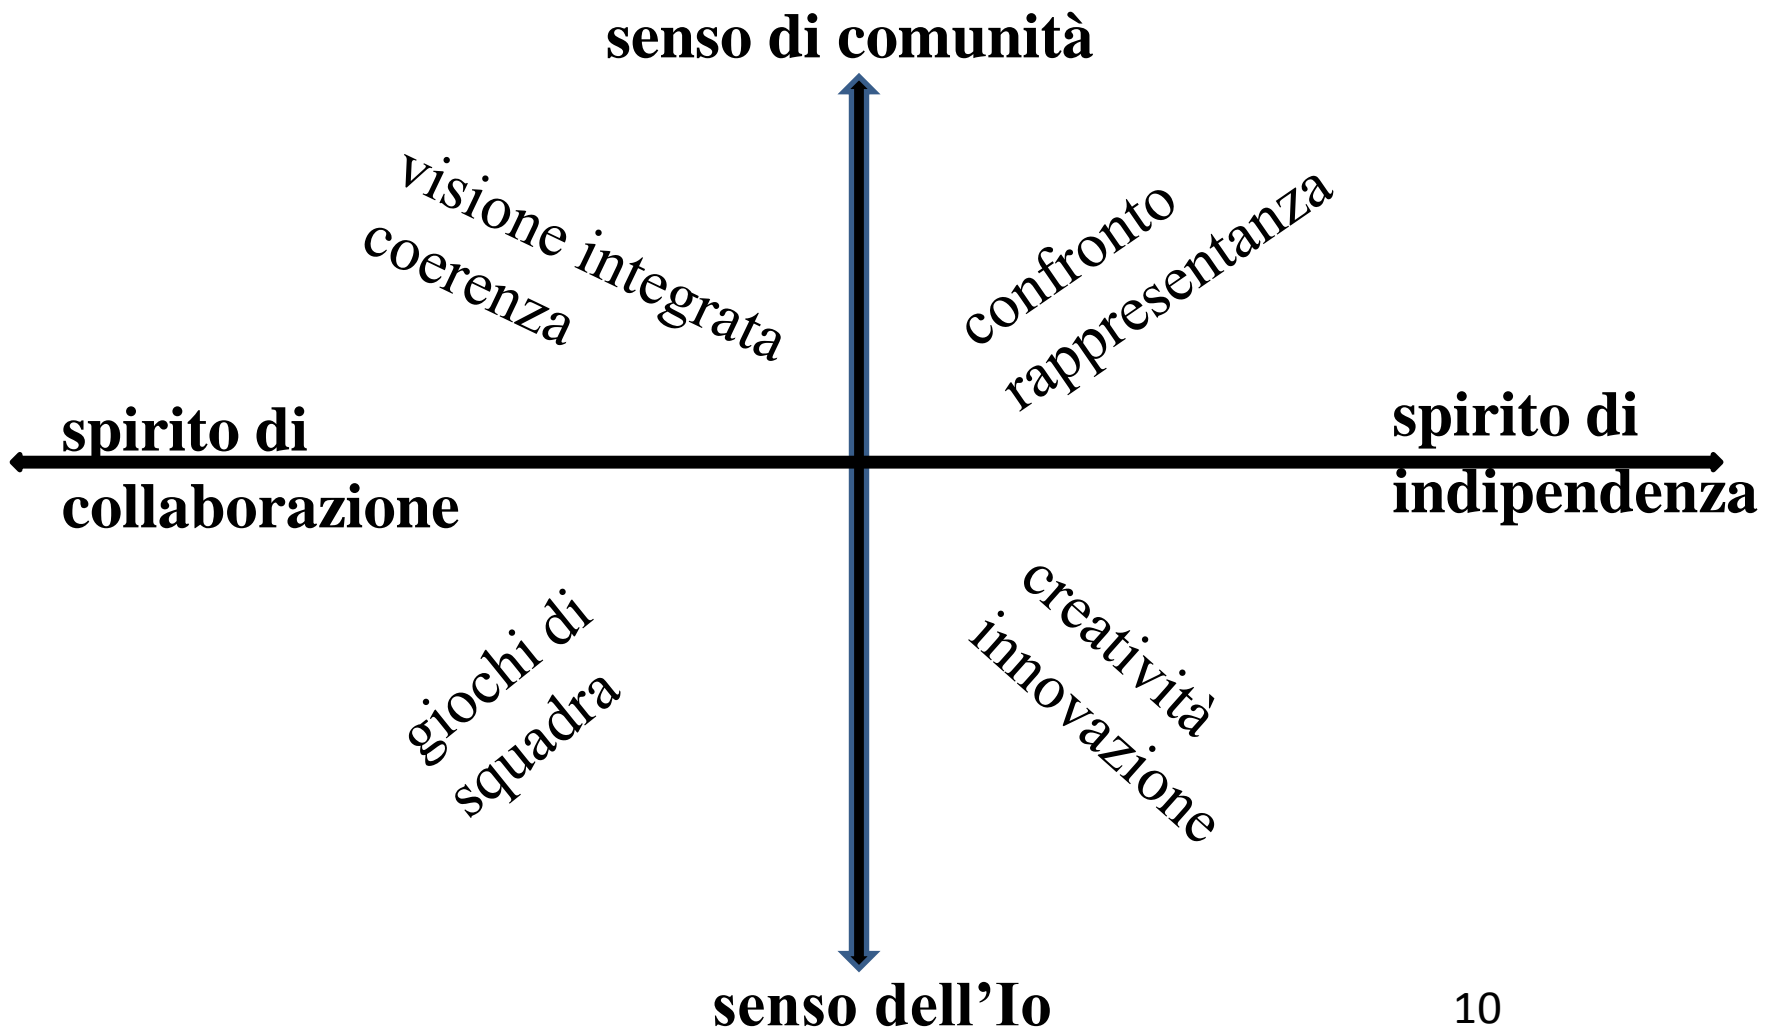 senso di comunità
visione integrata
coerenza
confronto
rappresentanza
spirito di
collaborazione
spirito di
indipendenza
giochi di
squadra
creatività
innovazione
senso dell’Io
10